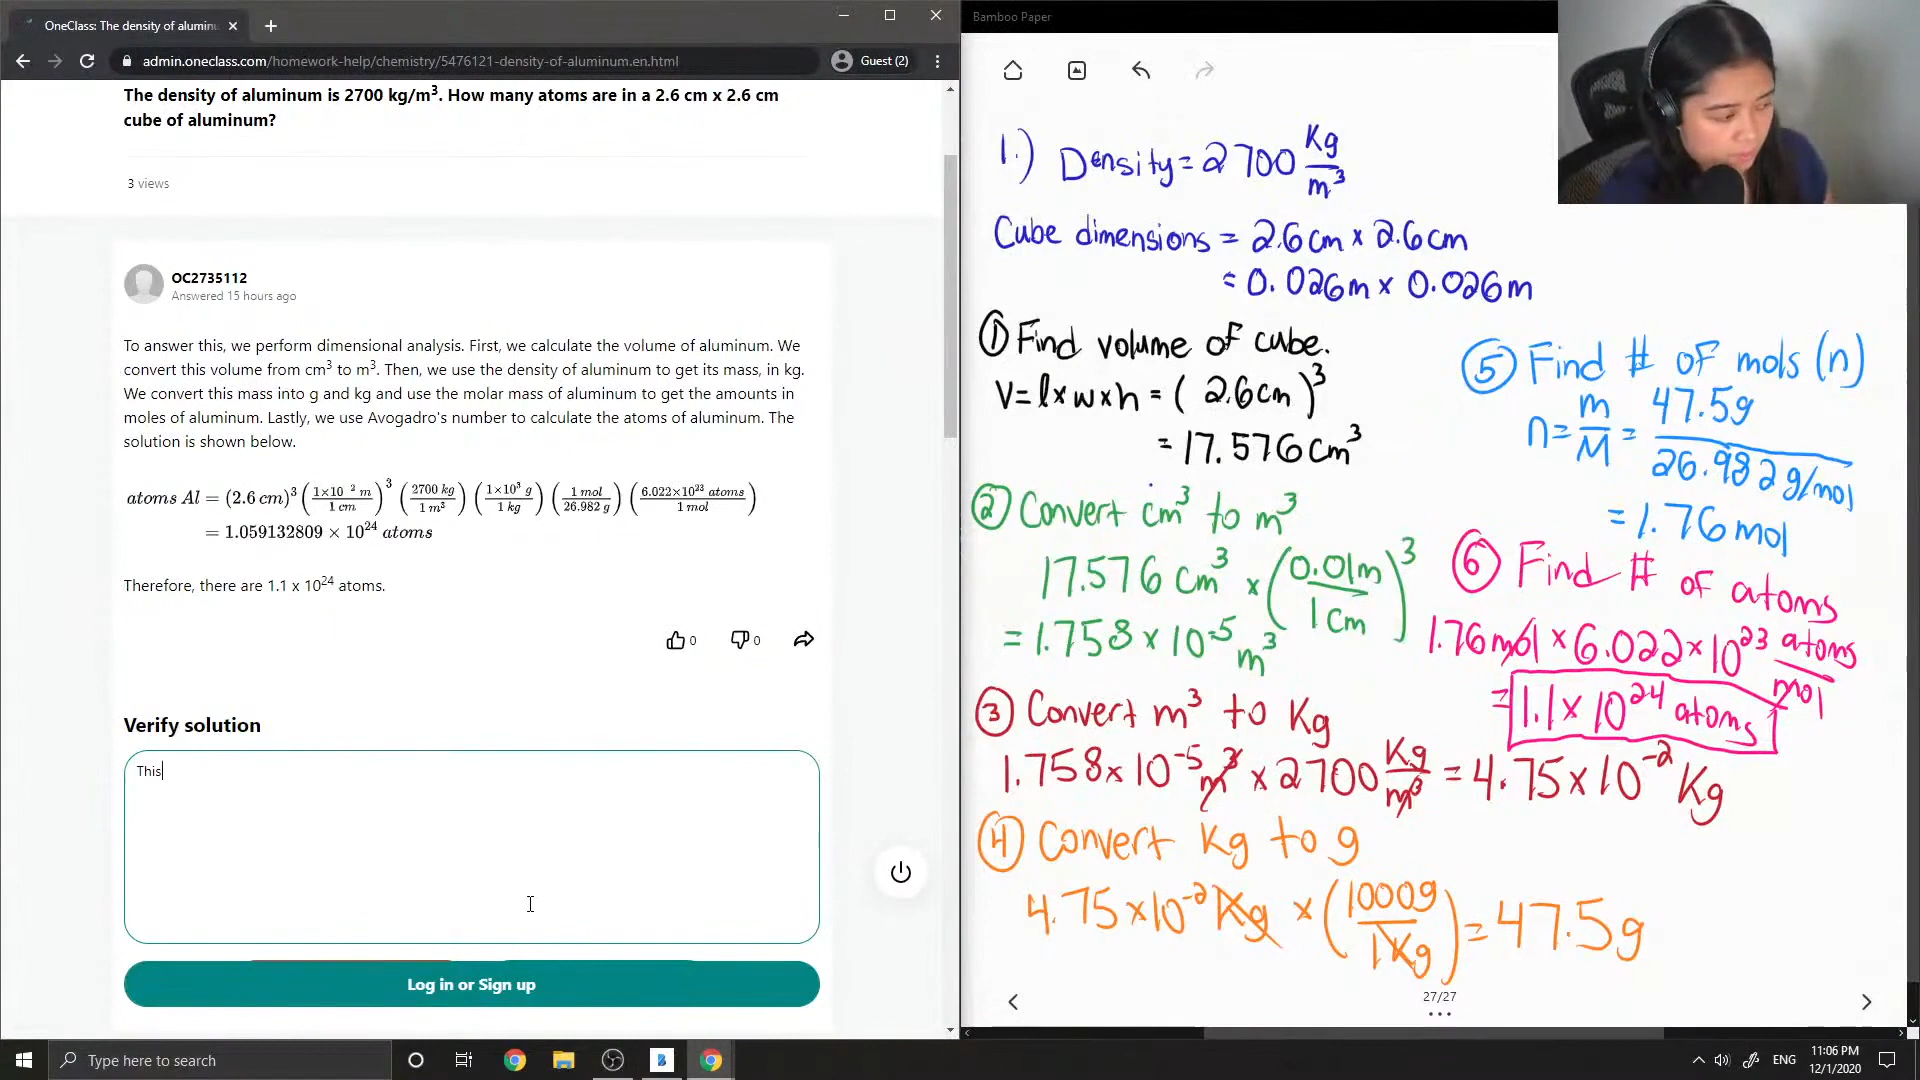 OneClass: The density of aluminu
Bamboo Paper
admin.oneclass.com/homework-help/chemistry/5476121-density-of-aluminum.en.html
Guest (2)
The density of aluminum is 2700 kg/m³. How many atoms are in a 2.6 cm x 2.6 cm
cube of aluminum?
3 views
OC2735112
Answered 15 hours ago
To answer this, we perform dimensional analysis. First, we calculate the volume of aluminum. We
convert this volume from cm³ to m³. Then, we use the density of aluminum to get its mass, in kg.
We convert this mass into g and kg and use the molar mass of aluminum to get the amounts in
moles of aluminum. Lastly, we use Avogadro's number to calculate the atoms of aluminum. The
solution is shown below.
atoms Al = (2.6 cm)³ (1×10⁻² m / 1 cm)³ (2700 kg / 1 m³) (1×10³ g / 1 kg) (1 mol / 26.982 g) (6.022×10²³ atoms / 1 mol)
= 1.059132809 × 10²⁴ atoms
Therefore, there are 1.1 x 10²⁴ atoms.
0
0
Verify solution
This
Log in or Sign up
1.) Density = 2700 Kg/m³
Cube dimensions = 2.6cm × 2.6cm
= 0.026m × 0.026m
① Find volume of cube.
V = l×w×h = (2.6cm)³
= 17.576 cm³
② Convert cm³ to m³
17.576 cm³ × (0.01m / 1cm)³
= 1.758 × 10⁻⁵ m³
③ Convert m³ to Kg
1.758 × 10⁻⁵ m³ × 2700 Kg/m³ = 4.75 × 10⁻² Kg
④ Convert Kg to g
4.75 × 10⁻² Kg × (1000g / 1Kg) = 47.5g
⑤ Find # of mols (n)
n = m/M = 47.5g / 26.982 g/mol
= 1.76 mol
⑥ Find # of atoms
1.76 mol × 6.022 × 10²³ atoms/mol
= 1.1 × 10²⁴ atoms
27/27
Type here to search
ENG
11:06 PM
12/1/2020